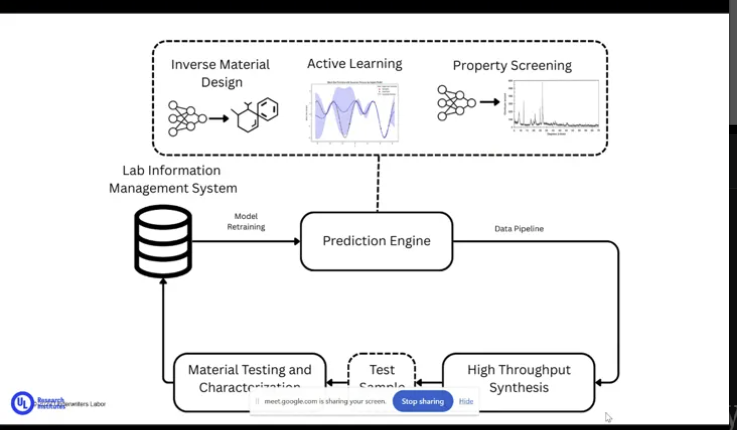 Inverse Material
Design
Active Learning
Property Screening
Lab Information
Management System
Model
Retraining
Prediction Engine
Data Pipeline
Material Testing and
Characterization
Test
Sample
High Throughput
Synthesis
meet.google.com is sharing your screen.
Stop sharing
Hide
UL
Research
Institutes
Underwriters Labor